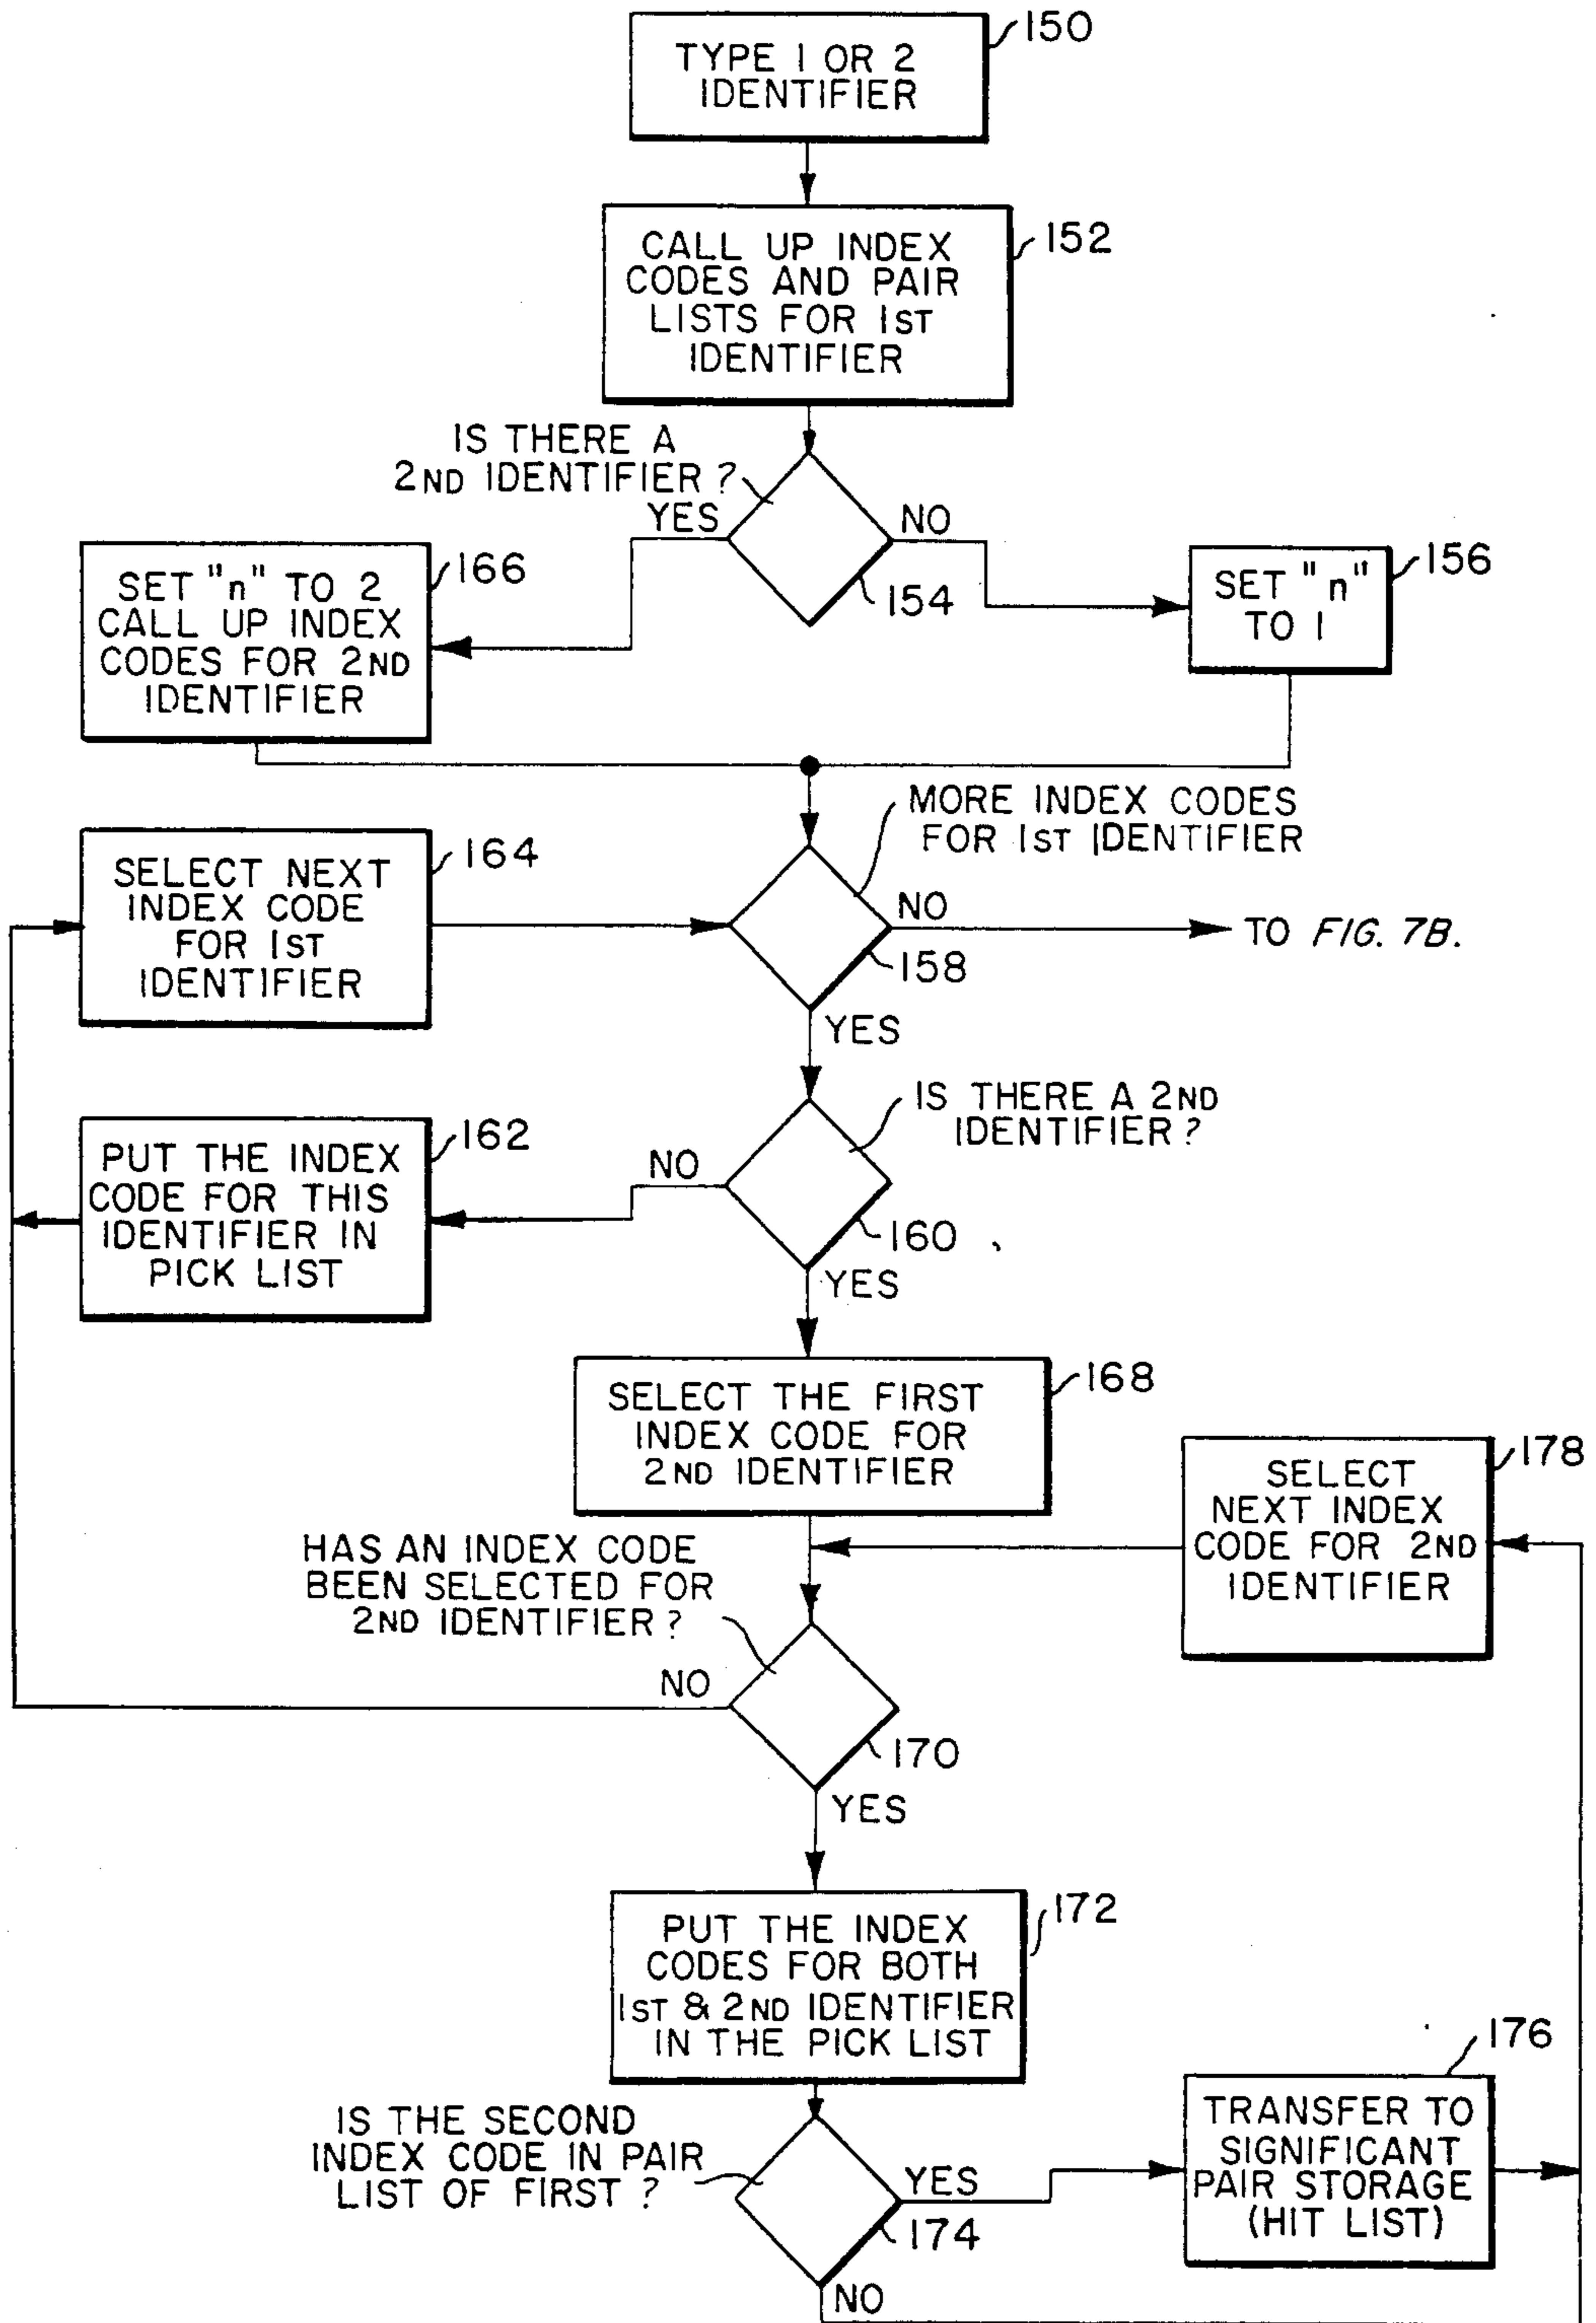 150
TYPE 1 OR 2
IDENTIFIER
152
CALL UP INDEX
CODES AND PAIR
LISTS FOR 1ST
IDENTIFIER
IS THERE A
2ND IDENTIFIER ?
YES
NO
154
166
SET "n" TO 2
CALL UP INDEX
CODES FOR 2ND
IDENTIFIER
156
SET "n"
TO 1
MORE INDEX CODES
FOR 1ST IDENTIFIER
164
SELECT NEXT
INDEX CODE
FOR 1ST
IDENTIFIER
NO
TO FIG. 7B.
158
YES
IS THERE A 2ND
IDENTIFIER ?
162
PUT THE INDEX
CODE FOR THIS
IDENTIFIER IN
PICK LIST
NO
160
YES
168
SELECT THE FIRST
INDEX CODE FOR
2ND IDENTIFIER
178
SELECT
NEXT INDEX
CODE FOR 2ND
IDENTIFIER
HAS AN INDEX CODE
BEEN SELECTED FOR
2ND IDENTIFIER ?
NO
170
YES
172
PUT THE INDEX
CODES FOR BOTH
1ST & 2ND IDENTIFIER
IN THE PICK LIST
176
IS THE SECOND
INDEX CODE IN PAIR
LIST OF FIRST ?
YES
174
NO
TRANSFER TO
SIGNIFICANT
PAIR STORAGE
(HIT LIST)